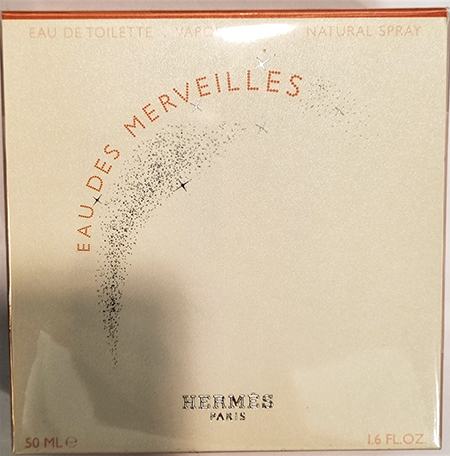 EAU DE TOILETTE . NATURAL SPRAY
EAU DES MERVEILLES
HERMÈS
PARIS
50 ML e
1.6 FL.OZ.